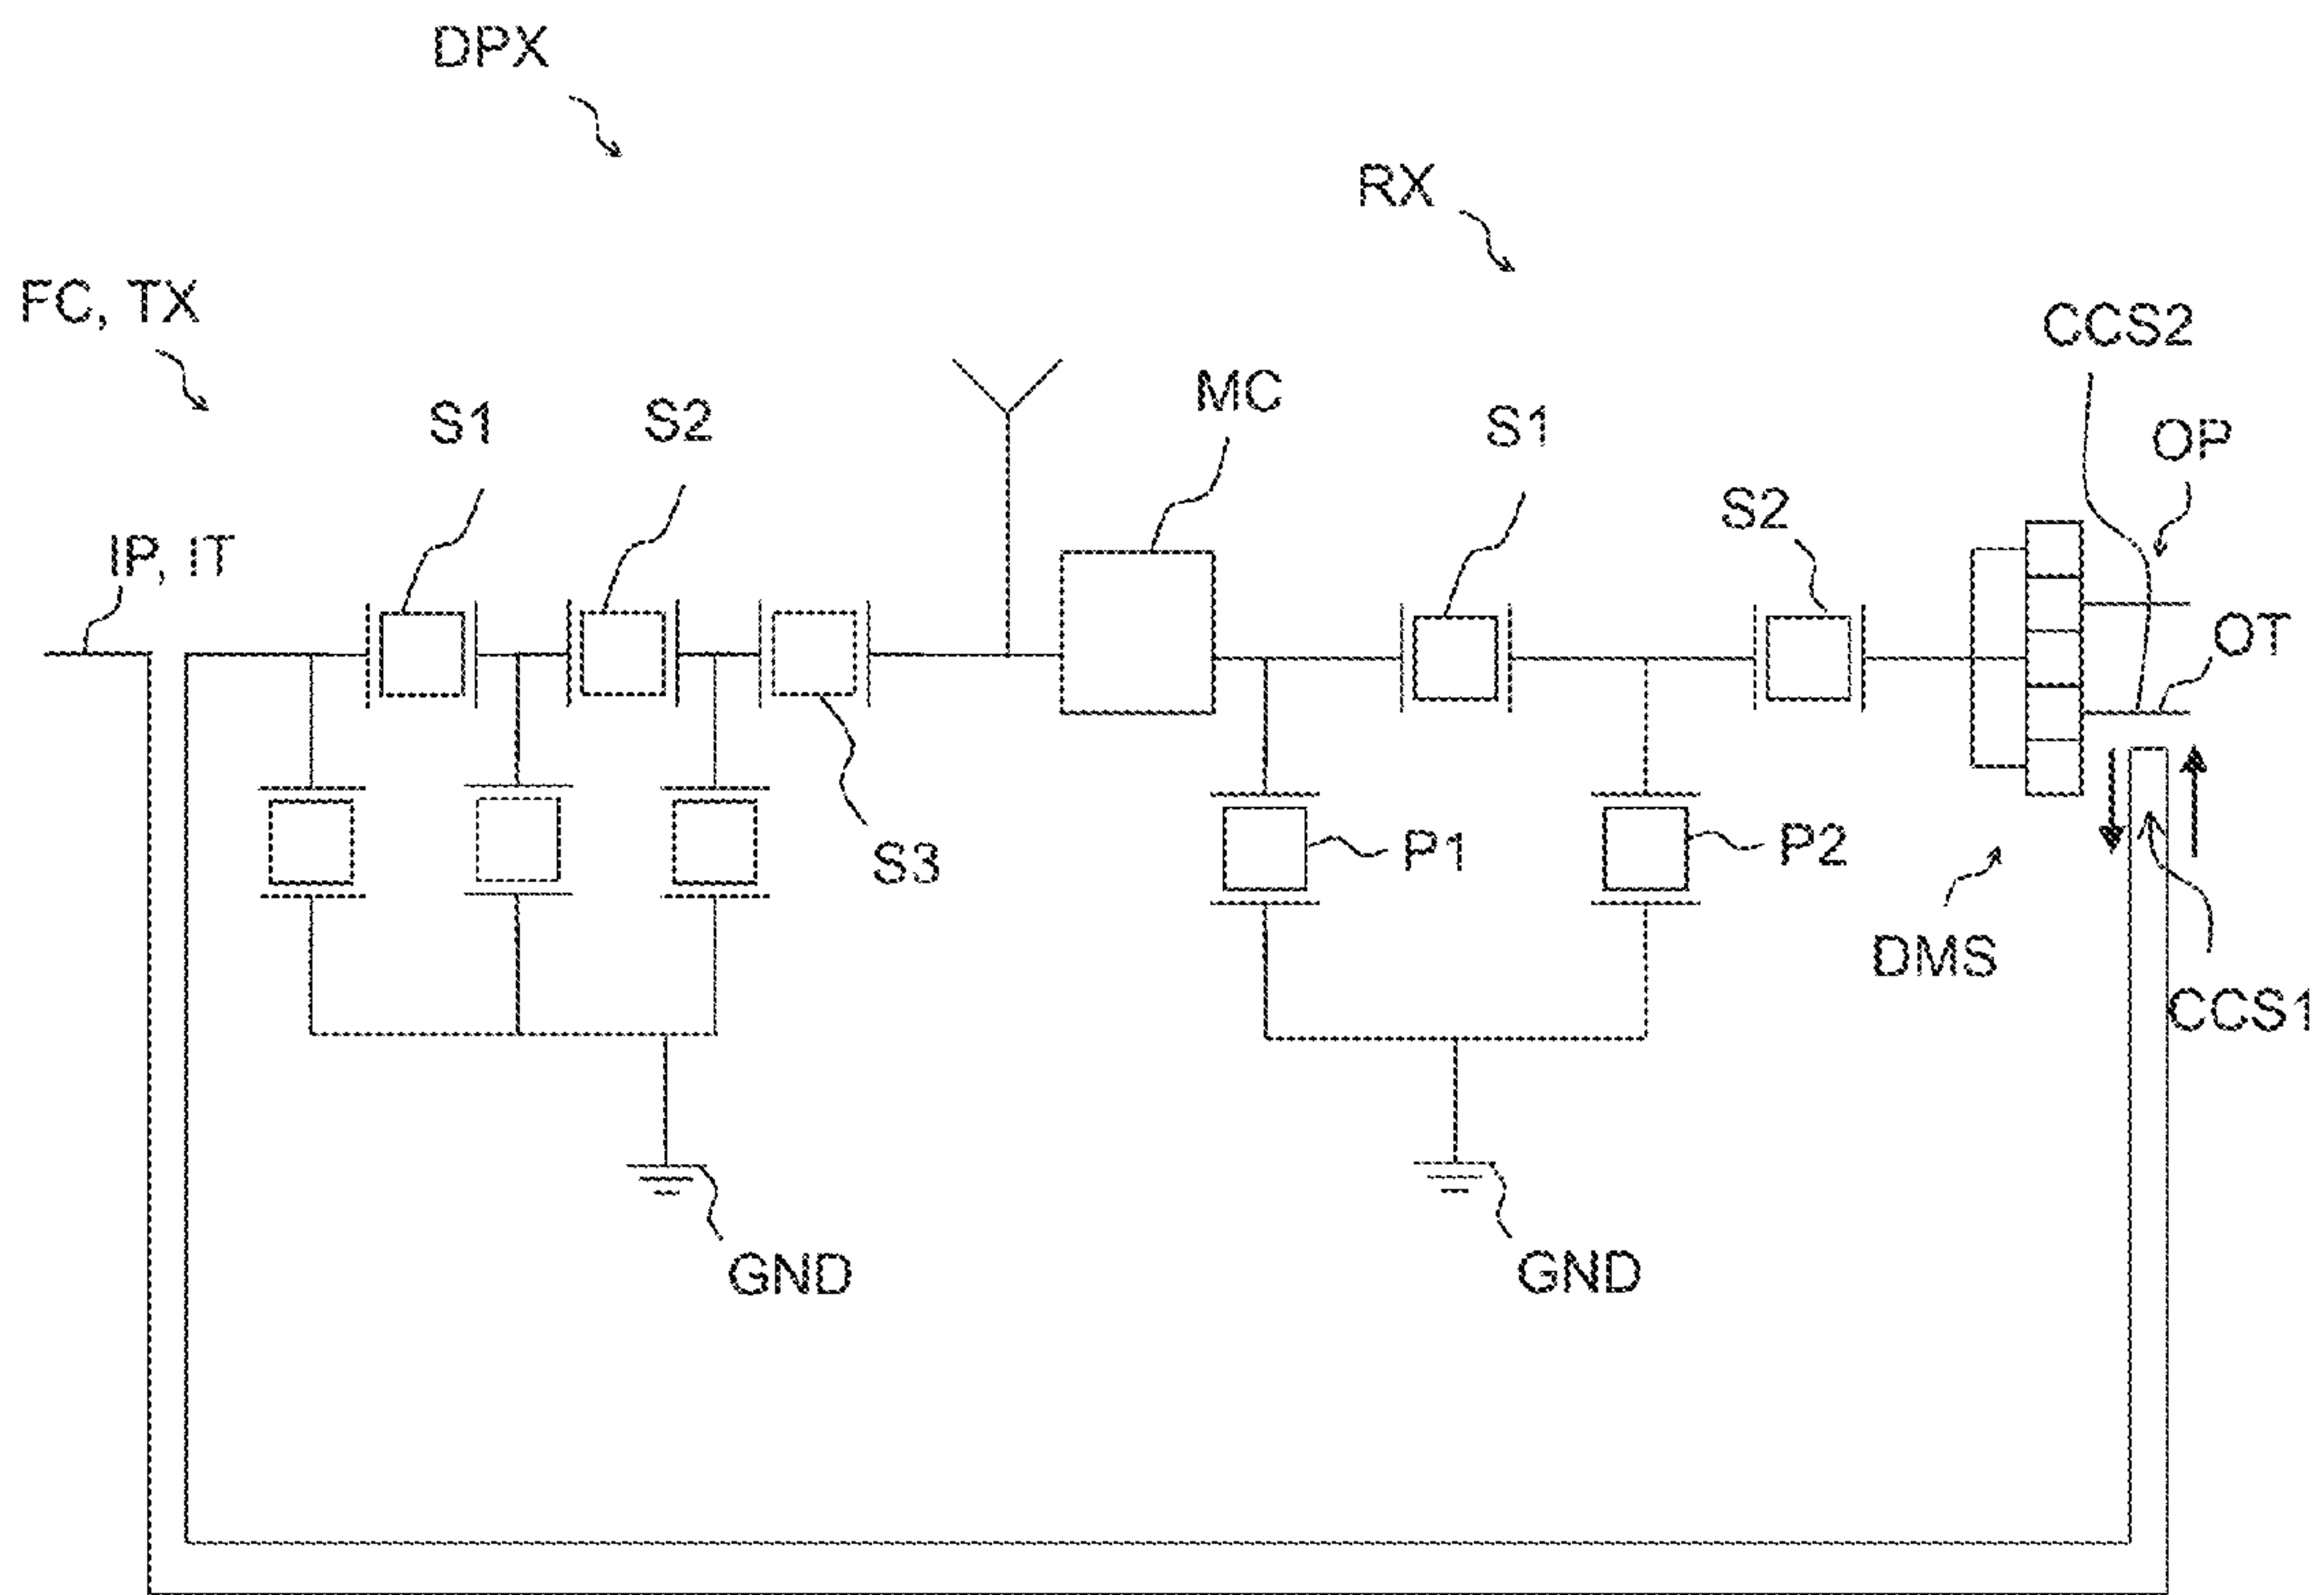 DPX
RX
FC, TX
CCS2
MC
S1
S2
S1
OP
S2
IP, IT
OT
P1
P2
S3
DMS
CCS1
GND
GND